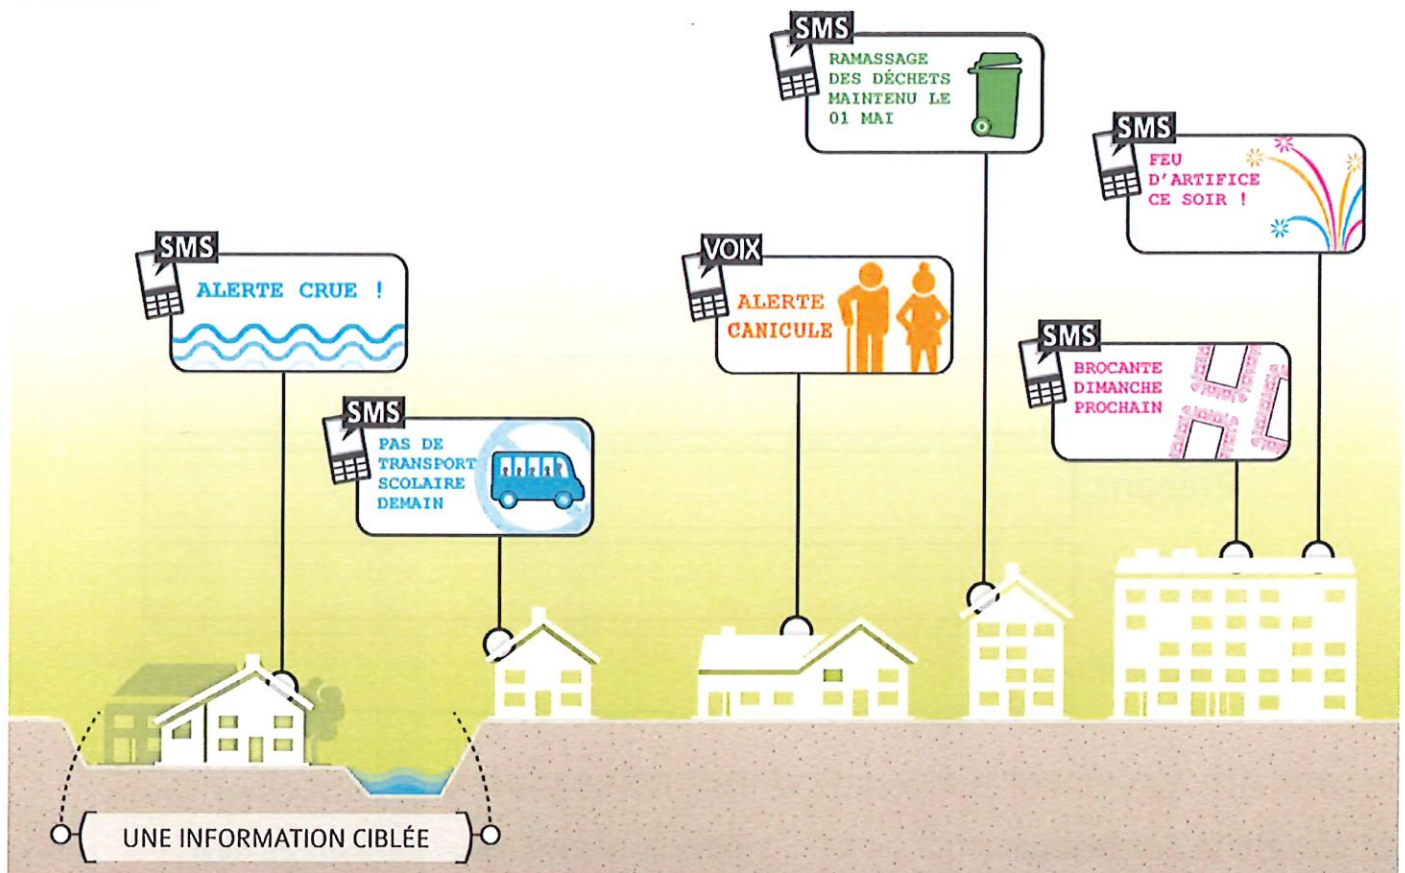 SMS
RAMASSAGE
DES DÉCHETS
MAINTENU LE
01 MAI
SMS
FEU
D'ARTIFICE
CE SOIR !
SMS
ALERTE CRUE !
VOIX
ALERTE
CANICULE
SMS
BROCANTE
DIMANCHE
PROCHAIN
SMS
PAS DE
TRANSPORT
SCOLAIRE
DEMAIN
UNE INFORMATION CIBLÉE